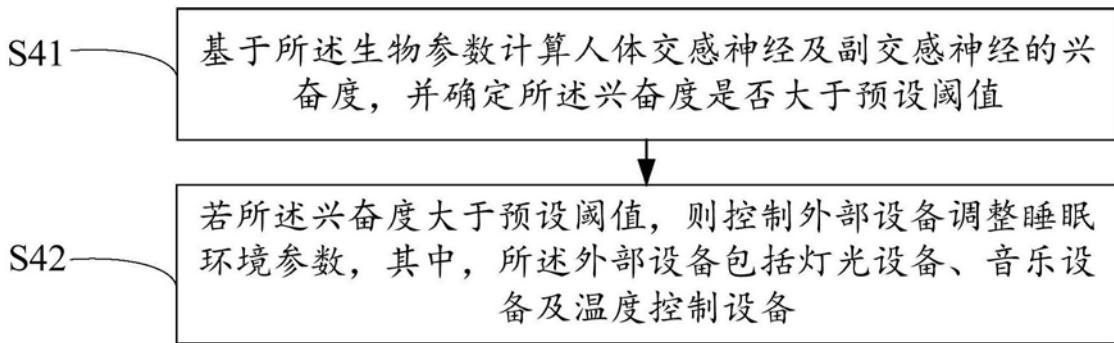 S41
基于所述生物参数计算人体交感神经及副交感神经的兴
奋度，并确定所述兴奋度是否大于预设阈值
S42
若所述兴奋度大于预设阈值，则控制外部设备调整睡眠
环境参数，其中，所述外部设备包括灯光设备、音乐设
备及温度控制设备